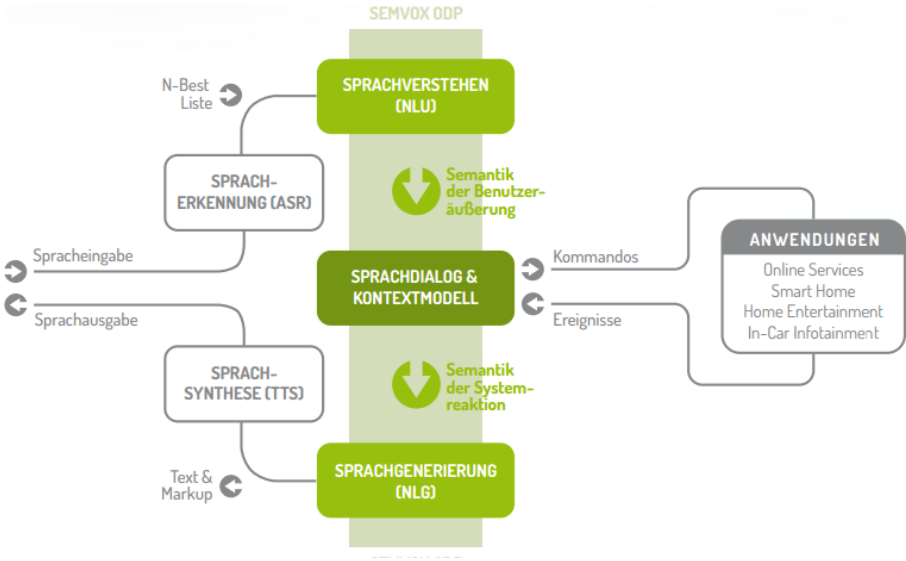 SEMVOX ODP
N-Best
Liste
SPRACHVERSTEHEN
(NLU)
SPRACH-
ERKENNUNG (ASR)
Semantik
der Benutzer-
äußerung
Spracheingabe
Sprachausgabe
SPRACHDIALOG &
KONTEXTMODELL
Kommandos
Ereignisse
ANWENDUNGEN
Online Services
Smart Home
Home Entertainment
In-Car Infotainment
SPRACH-
SYNTHESE (TTS)
Semantik
der System-
reaktion
Text &
Markup
SPRACHGENERIERUNG
(NLG)